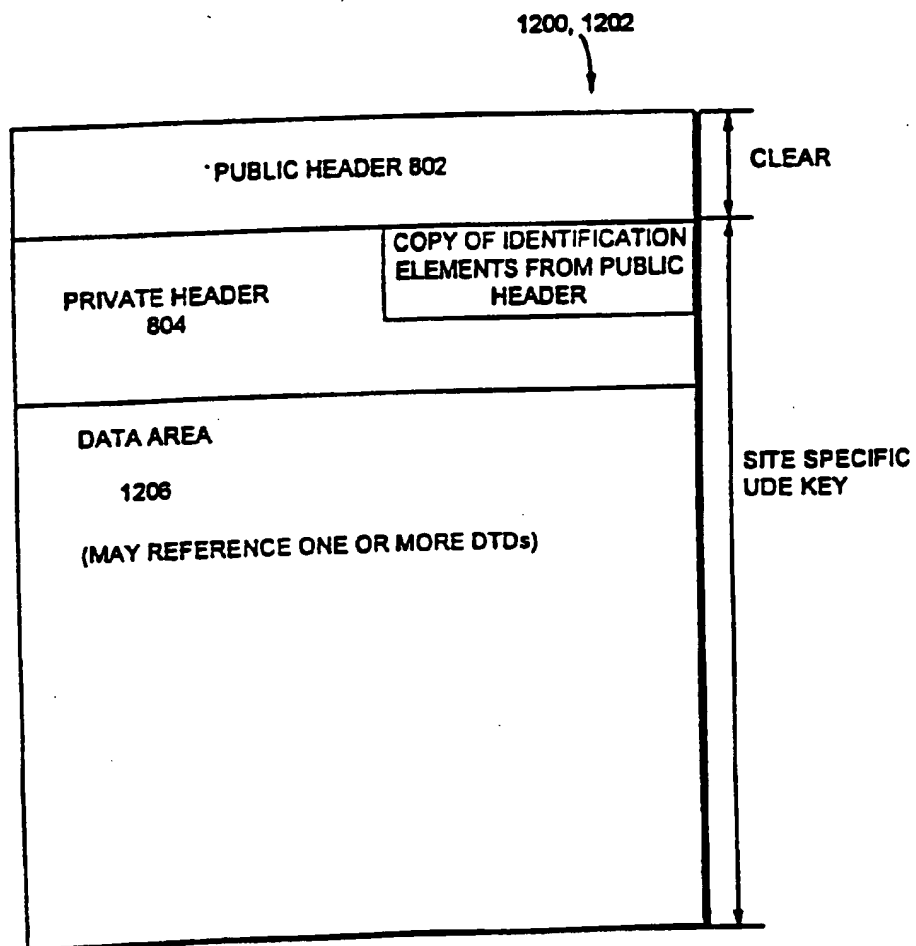 1200, 1202
PUBLIC HEADER 802
CLEAR
COPY OF IDENTIFICATION
ELEMENTS FROM PUBLIC
HEADER
PRIVATE HEADER
804
DATA AREA
1206
(MAY REFERENCE ONE OR MORE DTDs)
SITE SPECIFIC
UDE KEY